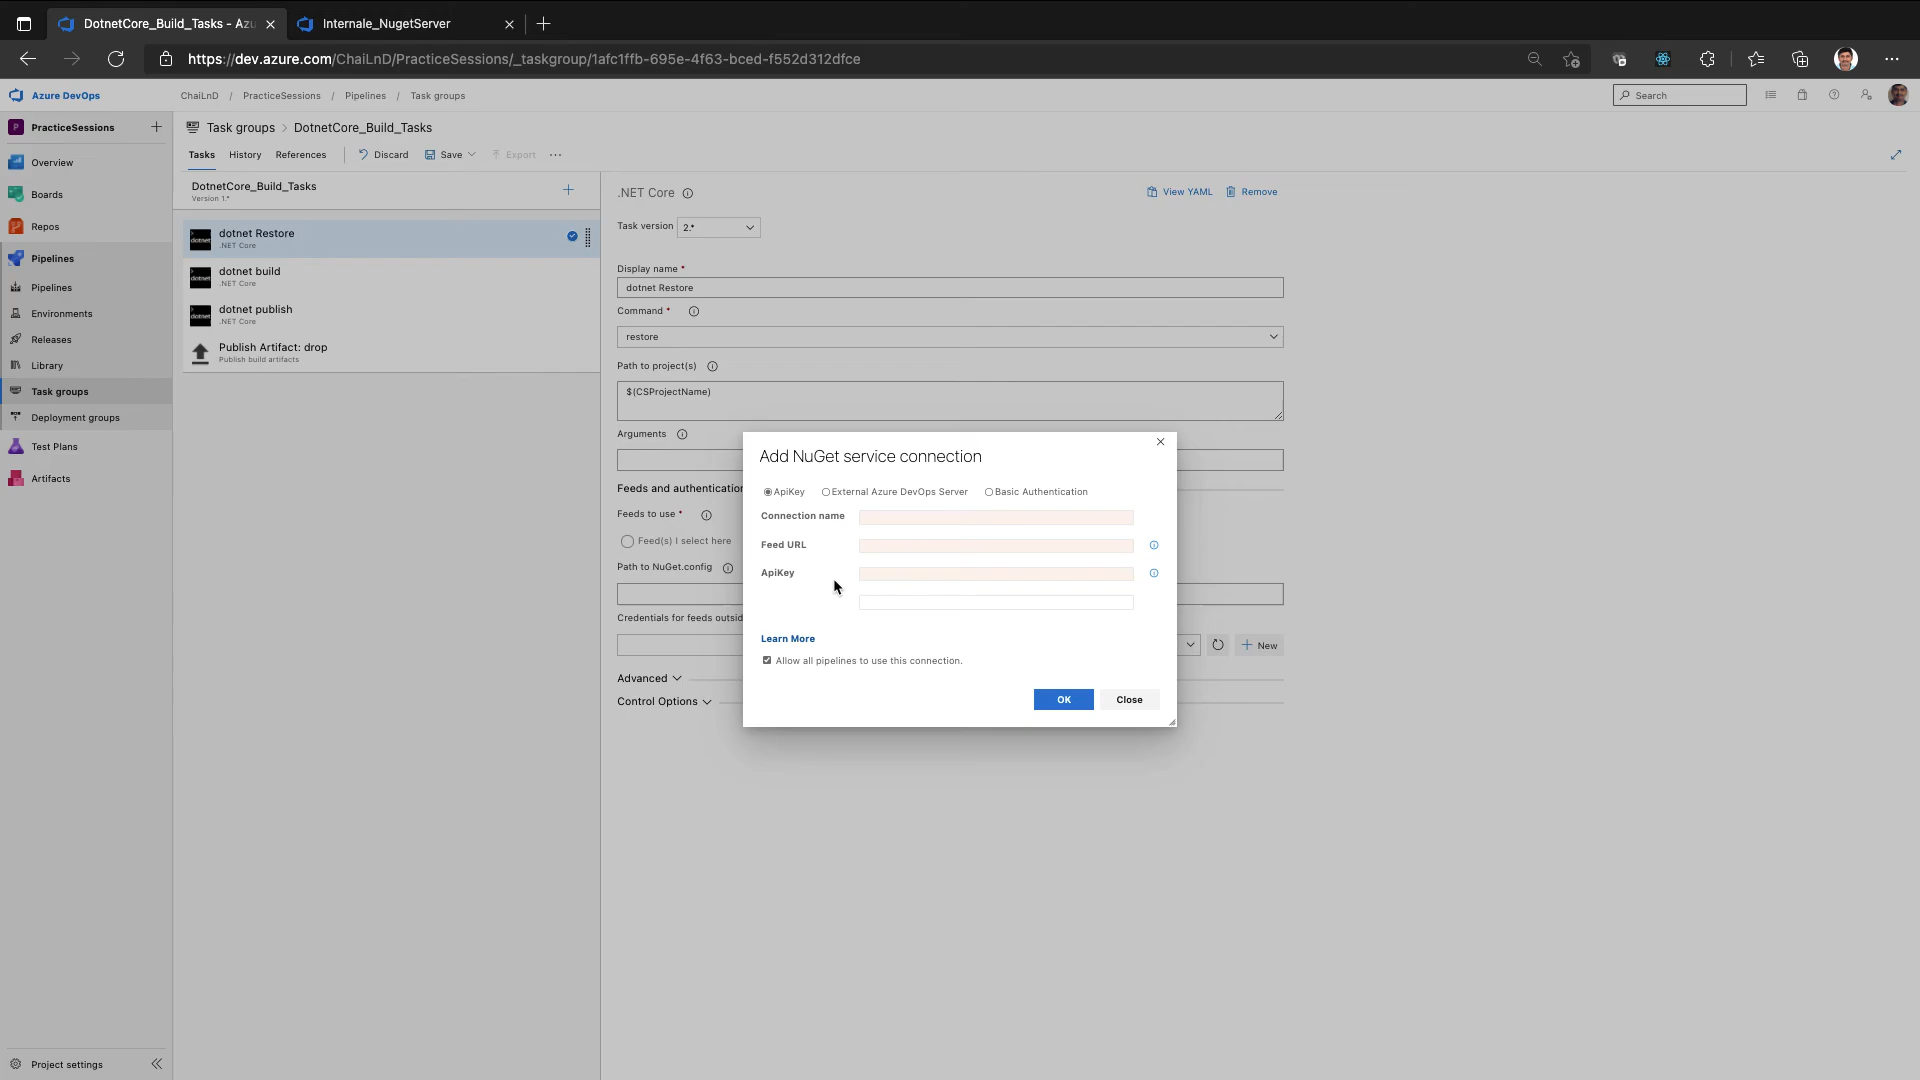 DotnetCore_Build_Tasks - Azu
Internale_NugetServer
https://dev.azure.com/ChaiLnD/PracticeSessions/_taskgroup/1afc1ffb-695e-4f63-bced-f552d312dfce
Azure DevOps
ChaiLnD / PracticeSessions / Pipelines / Task groups
Search
P PracticeSessions
Overview
Boards
Repos
Pipelines
Pipelines
Environments
Releases
Library
Task groups
Deployment groups
Test Plans
Artifacts
Project settings
Task groups > DotnetCore_Build_Tasks
Tasks History References Discard Save Export ...
DotnetCore_Build_Tasks
Version 1.*
dotnet Restore
.NET Core
dotnet build
.NET Core
dotnet publish
.NET Core
Publish Artifact: drop
Publish build artifacts
.NET Core
View YAML Remove
Task version 2.*
Display name *
dotnet Restore
Command *
restore
Path to project(s)
$(CSProjectName)
Arguments
Feeds and authentication
Feeds to use *
Feed(s) I select here
Path to NuGet.config
Credentials for feeds outsid
New
Advanced
Control Options
Add NuGet service connection
ApiKey External Azure DevOps Server Basic Authentication
Connection name
Feed URL
ApiKey
Learn More
Allow all pipelines to use this connection.
OK Close